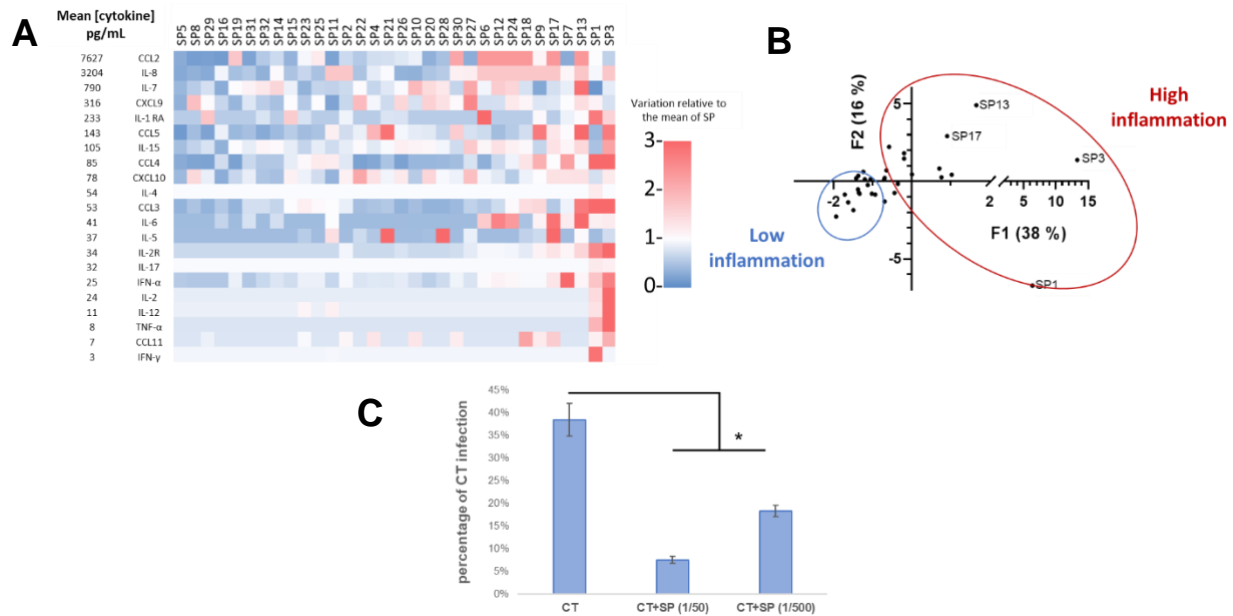 A
Mean [cytokine]
pg/mL
SP5 SP8 SP29 SP16 SP19 SP31 SP32 SP14 SP15 SP23 SP25 SP11 SP2 SP22 SP4 SP21 SP26 SP10 SP20 SP28 SP30 SP27 SP6 SP12 SP24 SP18 SP9 SP17 SP7 SP13 SP1 SP3
7627 CCL2
3204 IL-8
790 IL-7
316 CXCL9
233 IL-1 RA
143 CCL5
105 IL-15
85 CCL4
78 CXCL10
54 IL-4
53 CCL3
41 IL-6
37 IL-5
34 IL-2R
32 IL-17
25 IFN-α
24 IL-2
11 IL-12
8 TNF-α
7 CCL11
3 IFN-γ
Variation relative to
the mean of SP
3
2
1
0
B
F2 (16 %)
5
-5
-2
2
5
10
15
F1 (38 %)
SP13
SP17
SP3
SP1
High
inflammation
Low
inflammation
C
percentage of CT infection
45%
40%
35%
30%
25%
20%
15%
10%
5%
0%
*
CT CT+SP (1/50) CT+SP (1/500)